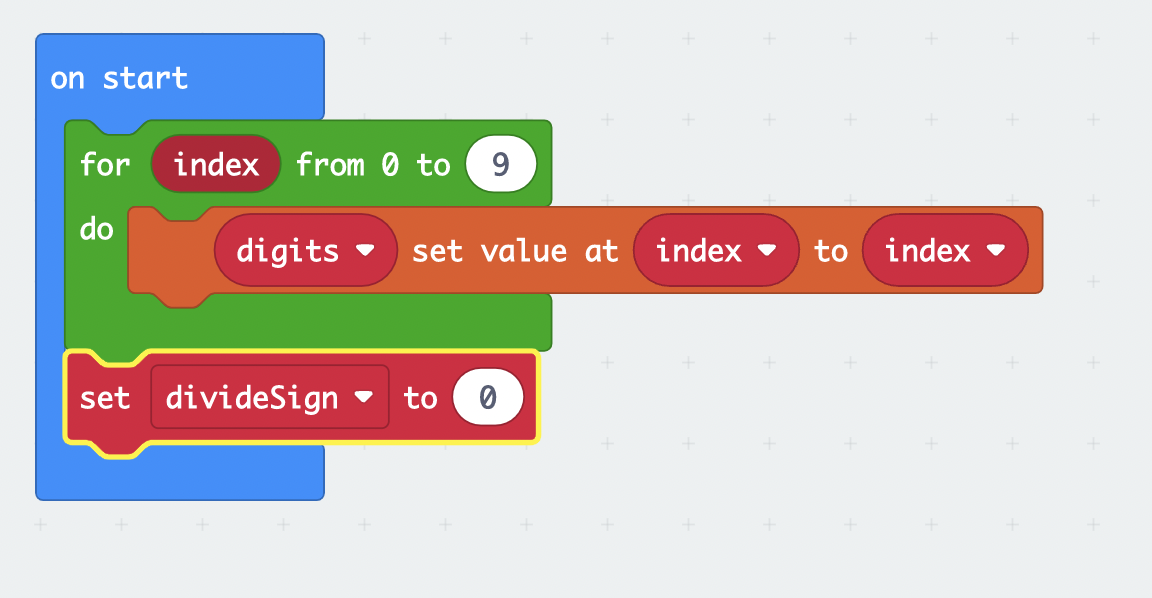 on start
for index from 0 to 9
do digits set value at index to index
set divideSign to 0